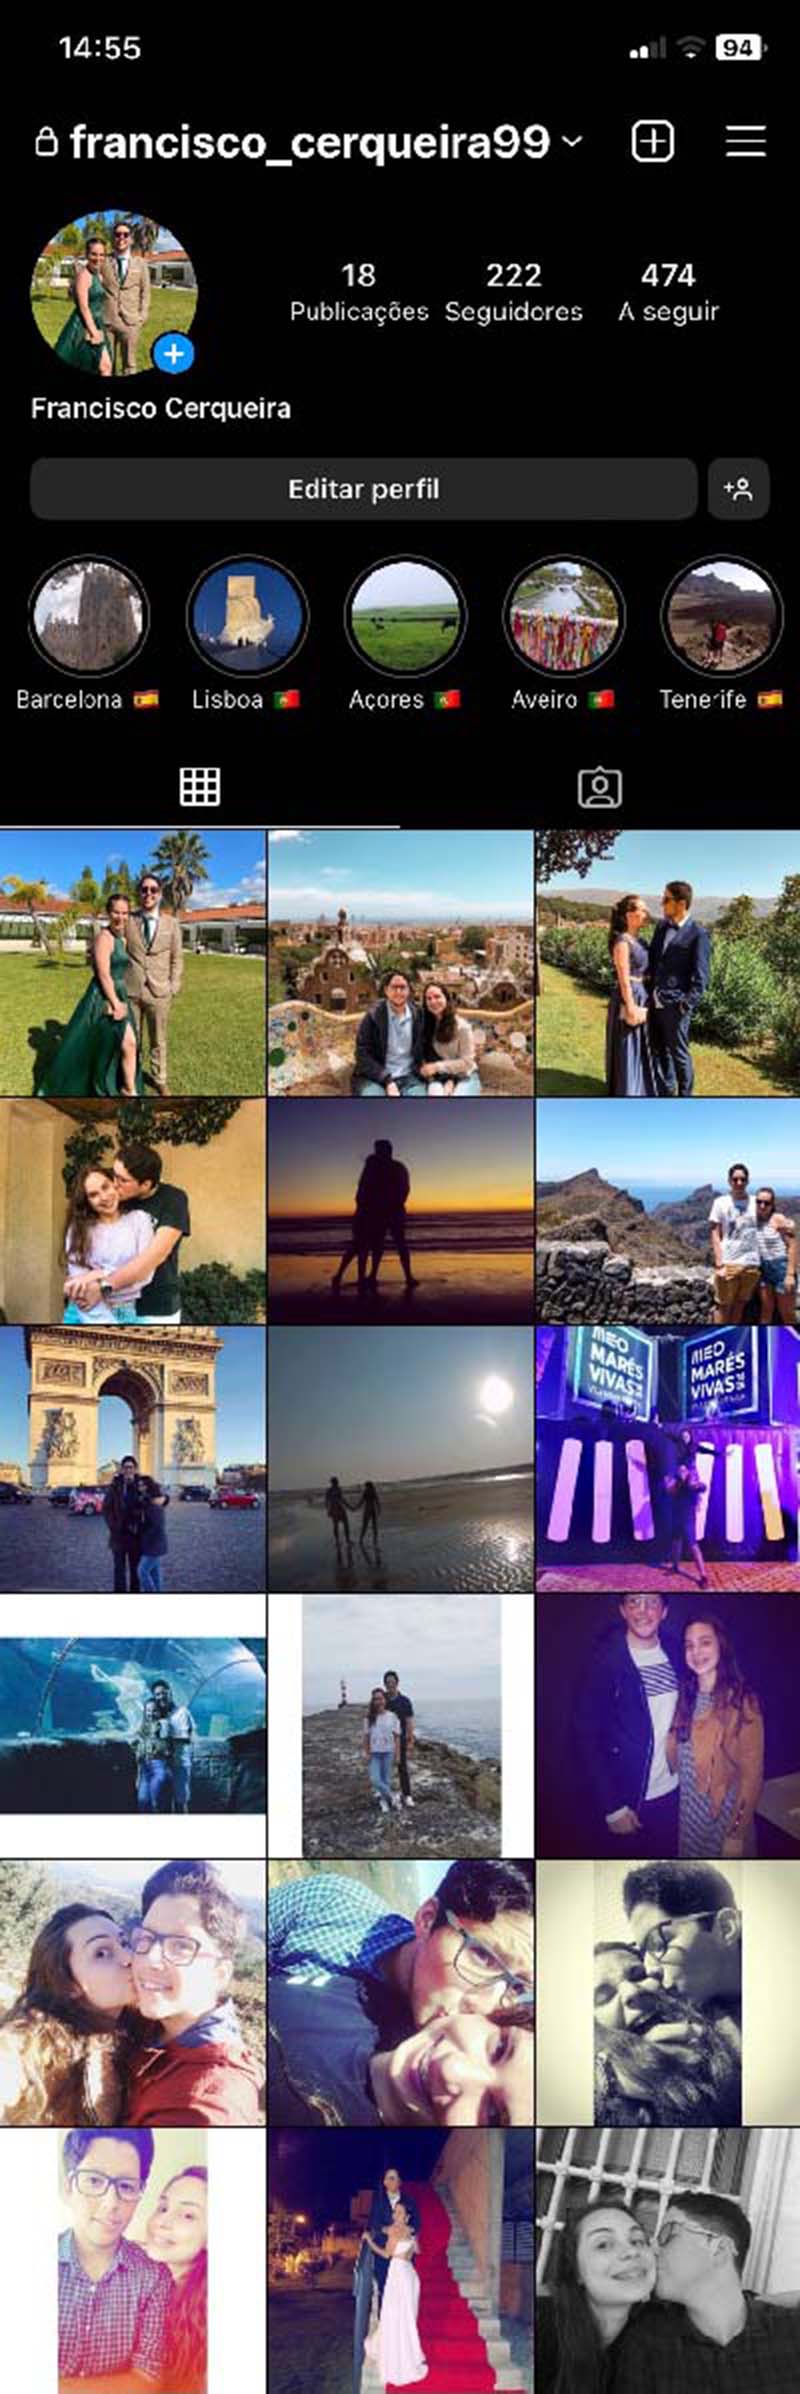 14:55
94
francisco_cerqueira99
18 222 474
Publicações Seguidores A seguir
Francisco Cerqueira
Editar perfil
Barcelona 🇪🇸 Lisboa 🇵🇹 Açores 🇵🇹 Aveiro 🇵🇹 Tenerife 🇪🇸
MEO MARÉS VIVAS
MEO MARÉS VIVAS